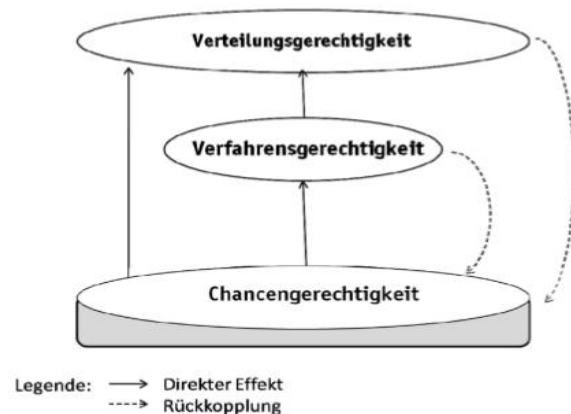 Verteilungsgerechtigkeit
Verfahrensgerechtigkeit
Chancengerechtigkeit
Legende: Direkter Effekt
Rückkopplung